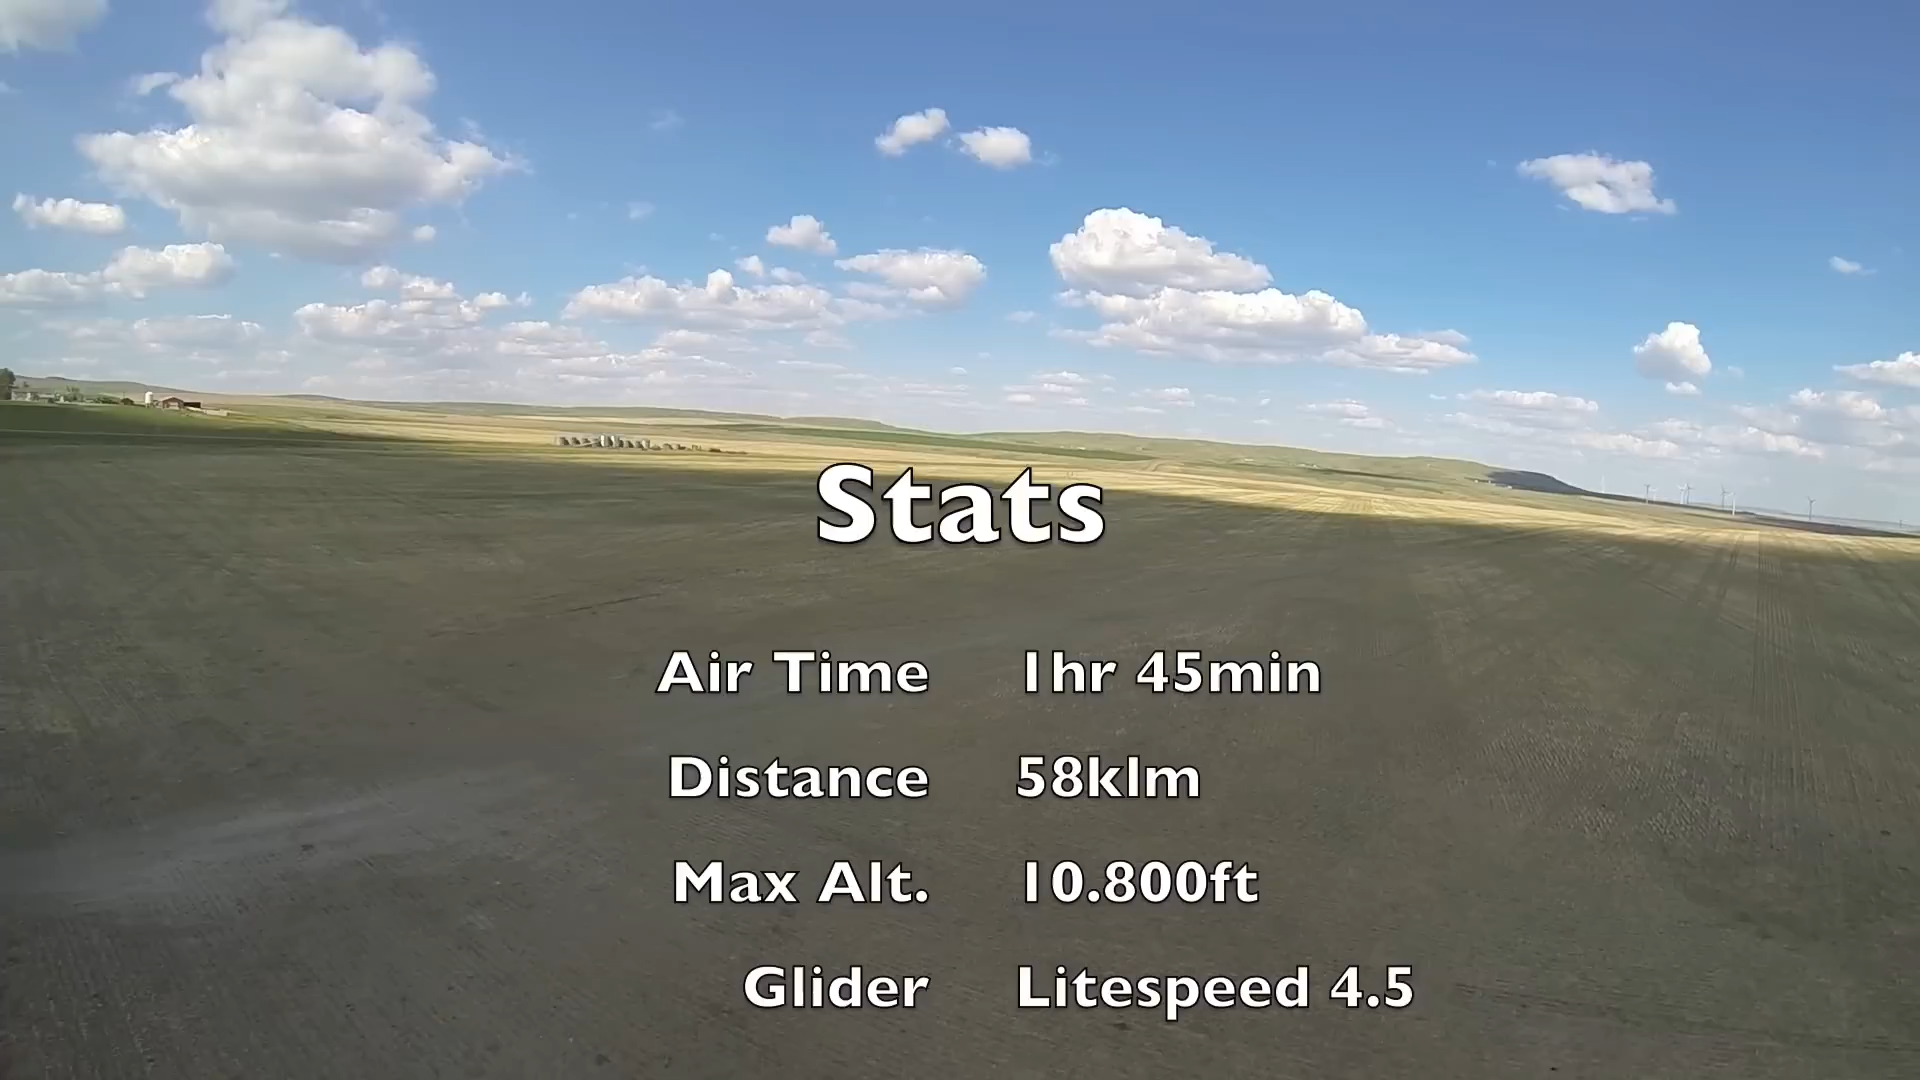 Stats
Air Time 1hr 45min
Distance 58klm
Max Alt. 10.800ft
Glider Litespeed 4.5